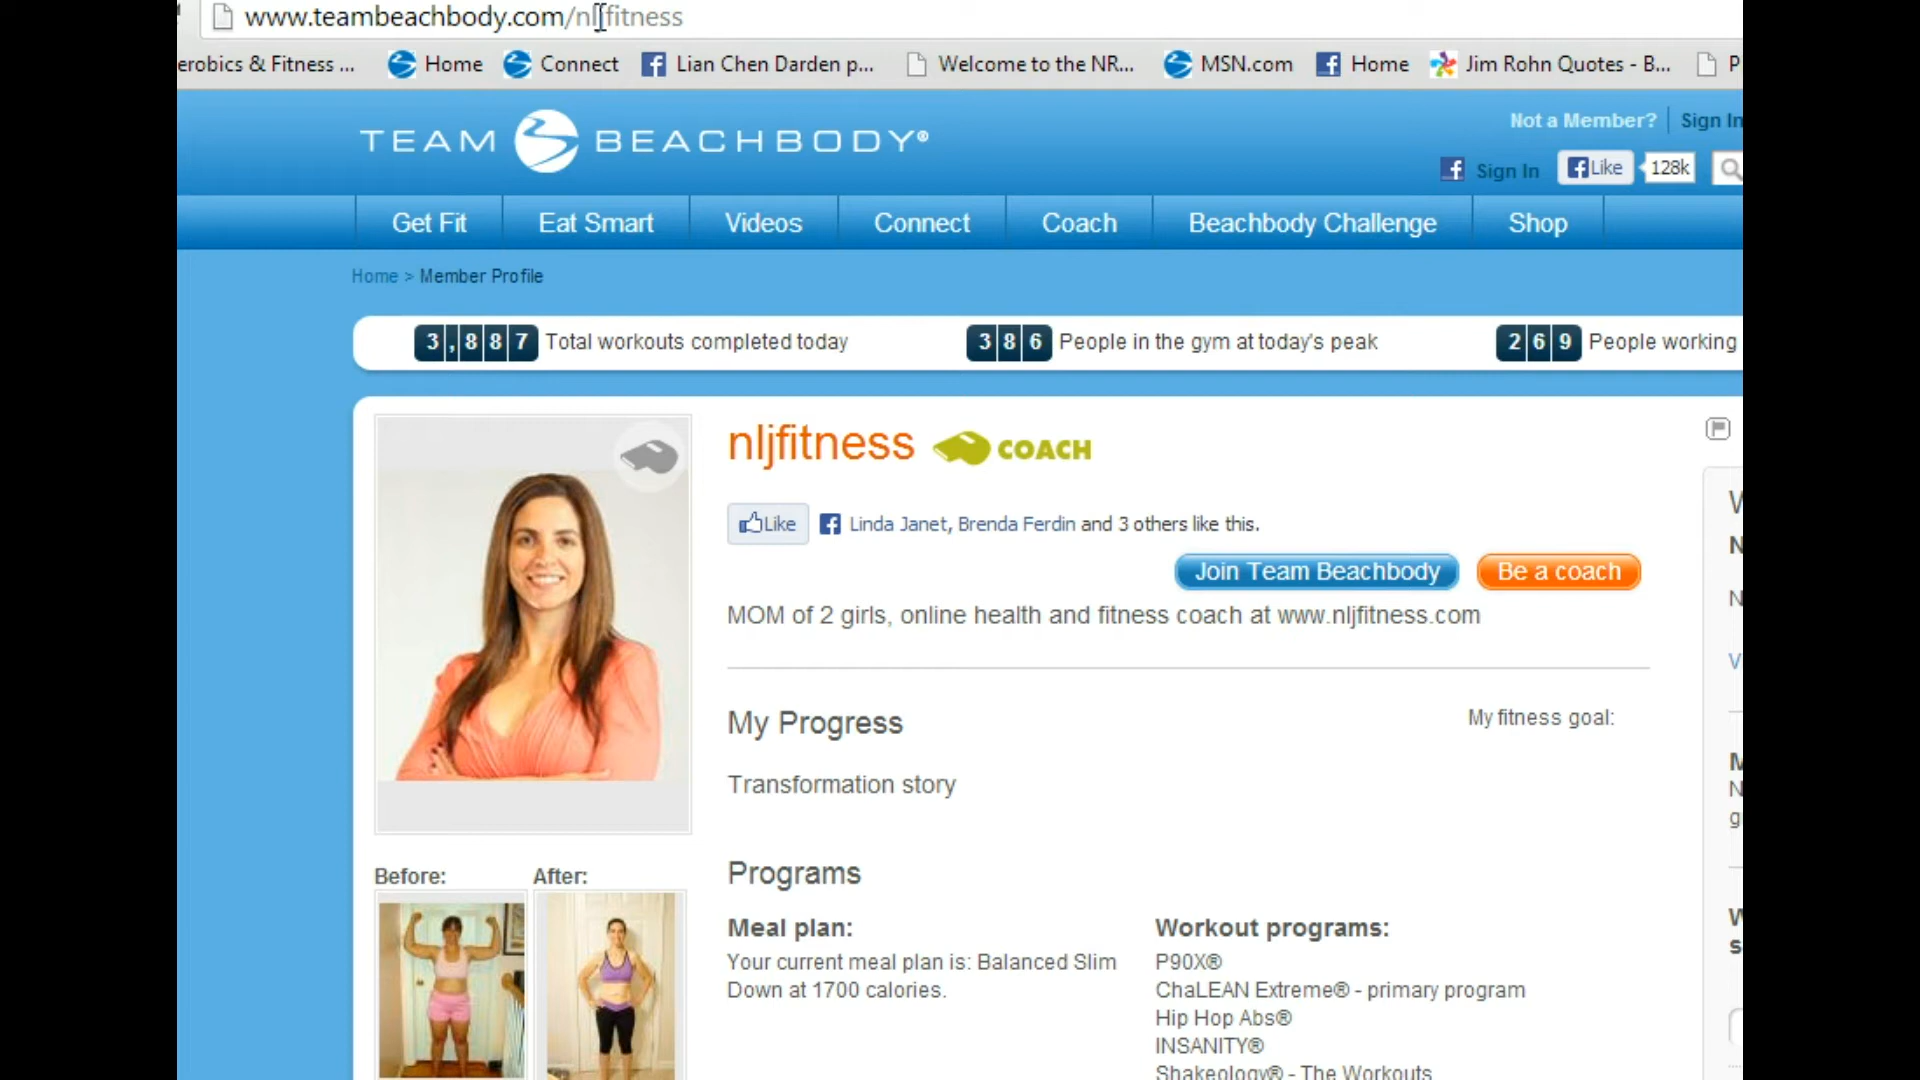 www.teambeachbody.com/nljfitness
erobics & Fitness ... Home Connect Lian Chen Darden p... Welcome to the NR... MSN.com Home Jim Rohn Quotes - B... P
TEAM BEACHBODY®
Not a Member? Sign In
Sign In Like 128k
Get Fit Eat Smart Videos Connect Coach Beachbody Challenge Shop
Home > Member Profile
3,887 Total workouts completed today 386 People in the gym at today's peak 269 People working
nljfitness COACH
Like Linda Janet, Brenda Ferdin and 3 others like this.
Join Team Beachbody Be a coach
MOM of 2 girls, online health and fitness coach at www.nljfitness.com
My Progress My fitness goal:
Transformation story
Before: After:
Programs
Meal plan:
Your current meal plan is: Balanced Slim
Down at 1700 calories.
Workout programs:
P90X®
ChaLEAN Extreme® - primary program
Hip Hop Abs®
INSANITY®
Shakeology® - The Workouts